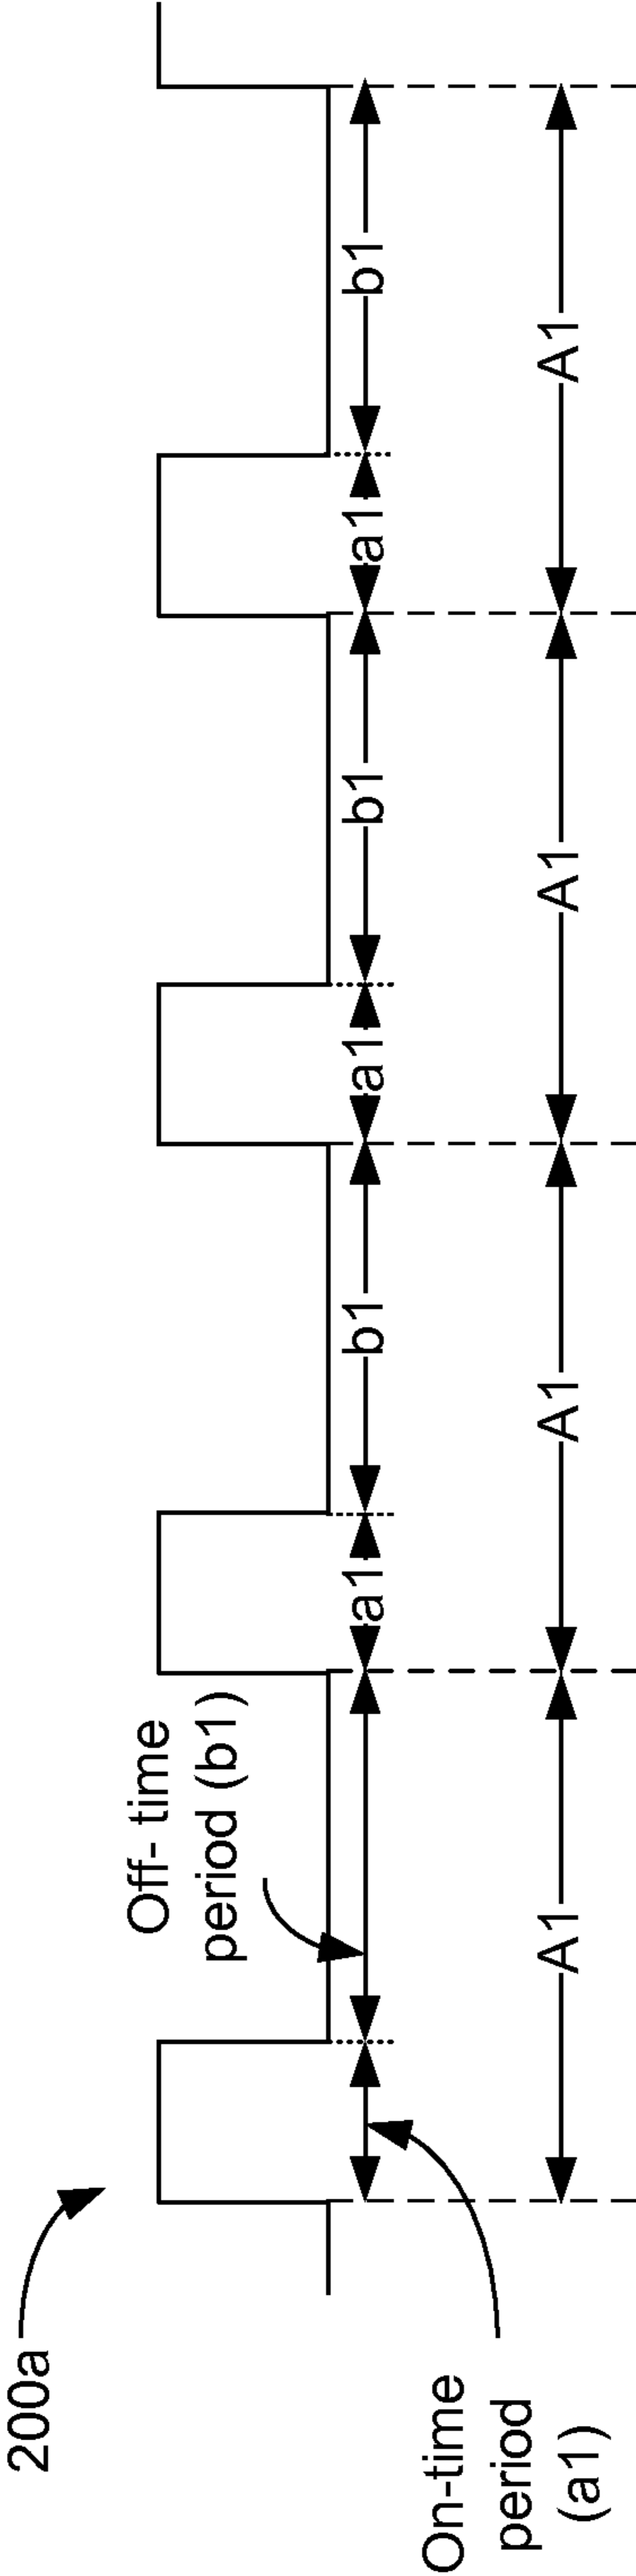 200a
Off- time
period (b1)
a1
b1
a1
b1
a1
b1
On-time
period
(a1)
A1
A1
A1
A1